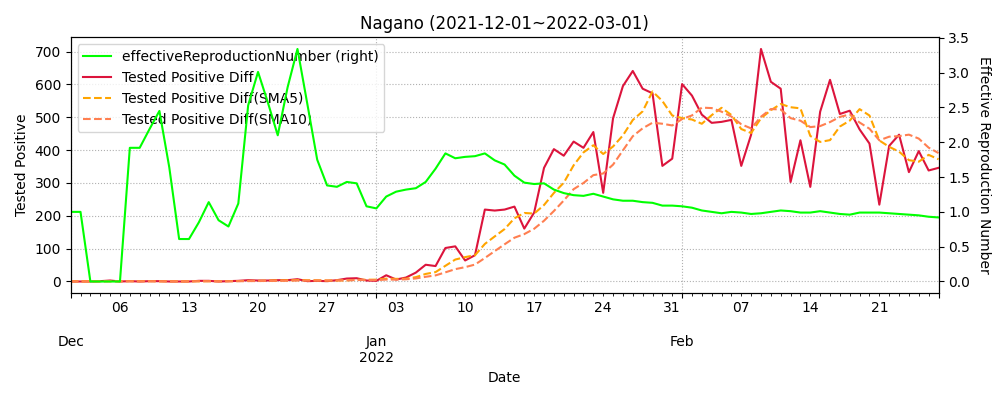 Nagano (2021-12-01~2022-03-01)
effectiveReproductionNumber (right)
Tested Positive Diff
Tested Positive Diff(SMA5)
Tested Positive Diff(SMA10)
Tested Positive
700
600
500
400
300
200
100
0
3.5
3.0
2.5
2.0
1.5
1.0
0.5
0.0
Effective Reproduction Number
06 13 20 27 03 10 17 24 31 07 14 21
Dec Jan Feb
2022
Date